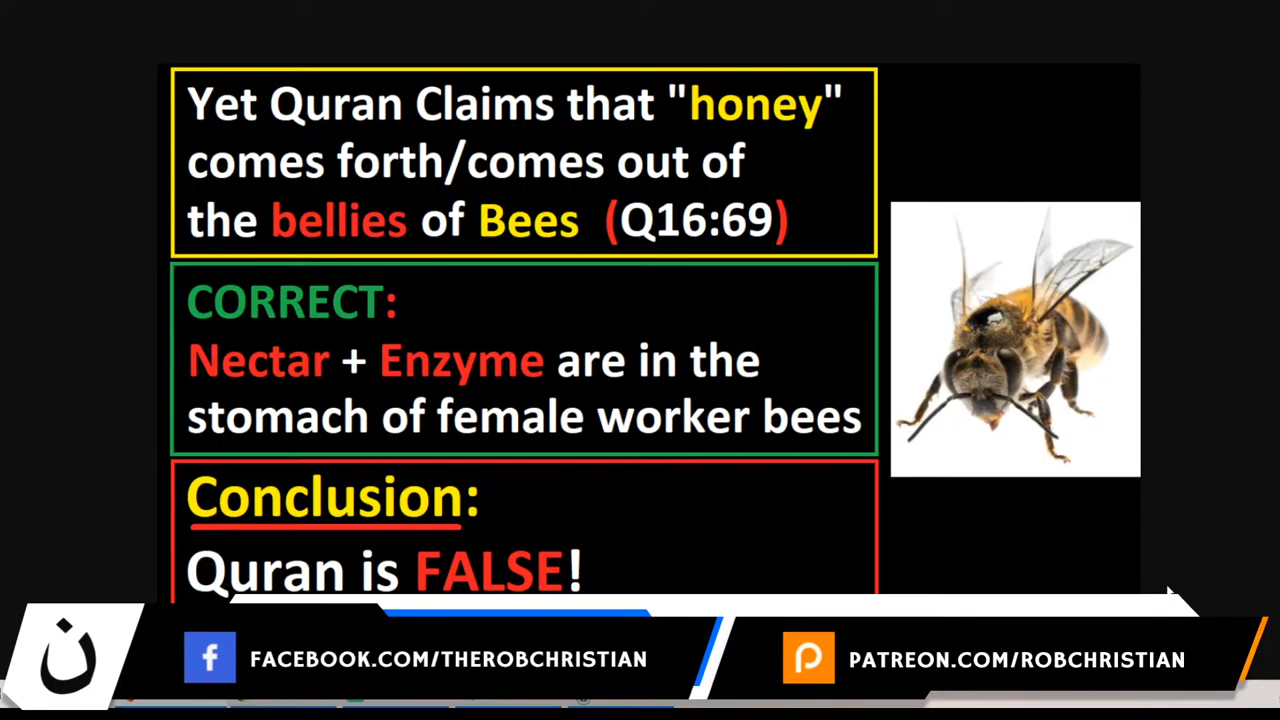 Yet Quran Claims that "honey"
comes forth/comes out of
the bellies of Bees (Q16:69)
CORRECT:
Nectar + Enzyme are in the
stomach of female worker bees
Conclusion:
Quran is FALSE!
ن
f FACEBOOK.COM/THEROBCHRISTIAN
PATREON.COM/ROBCHRISTIAN